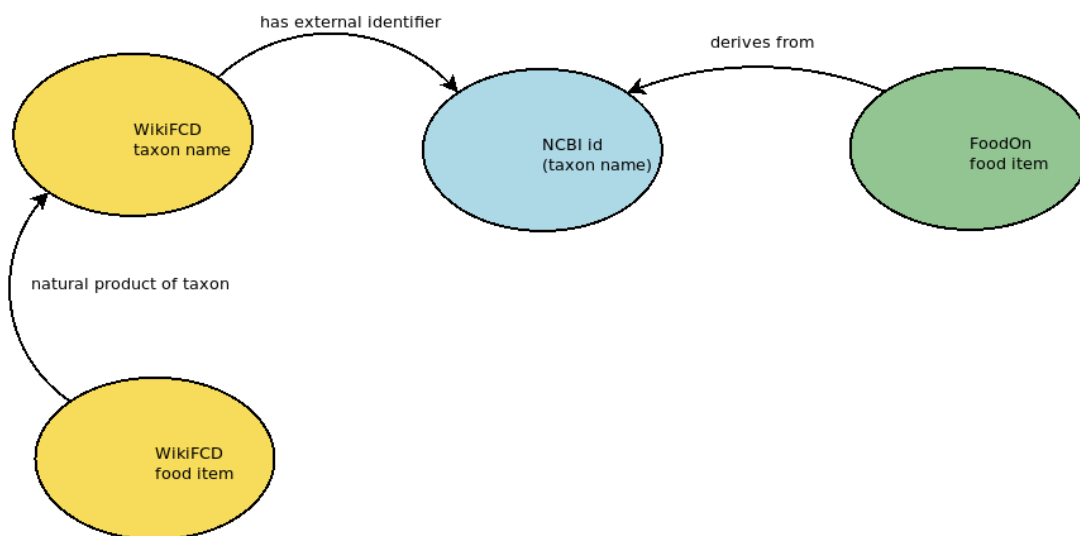 has external identifier
derives from
WikiFCD
taxon name
NCBI id
(taxon name)
FoodOn
food item
natural product of taxon
WikiFCD
food item